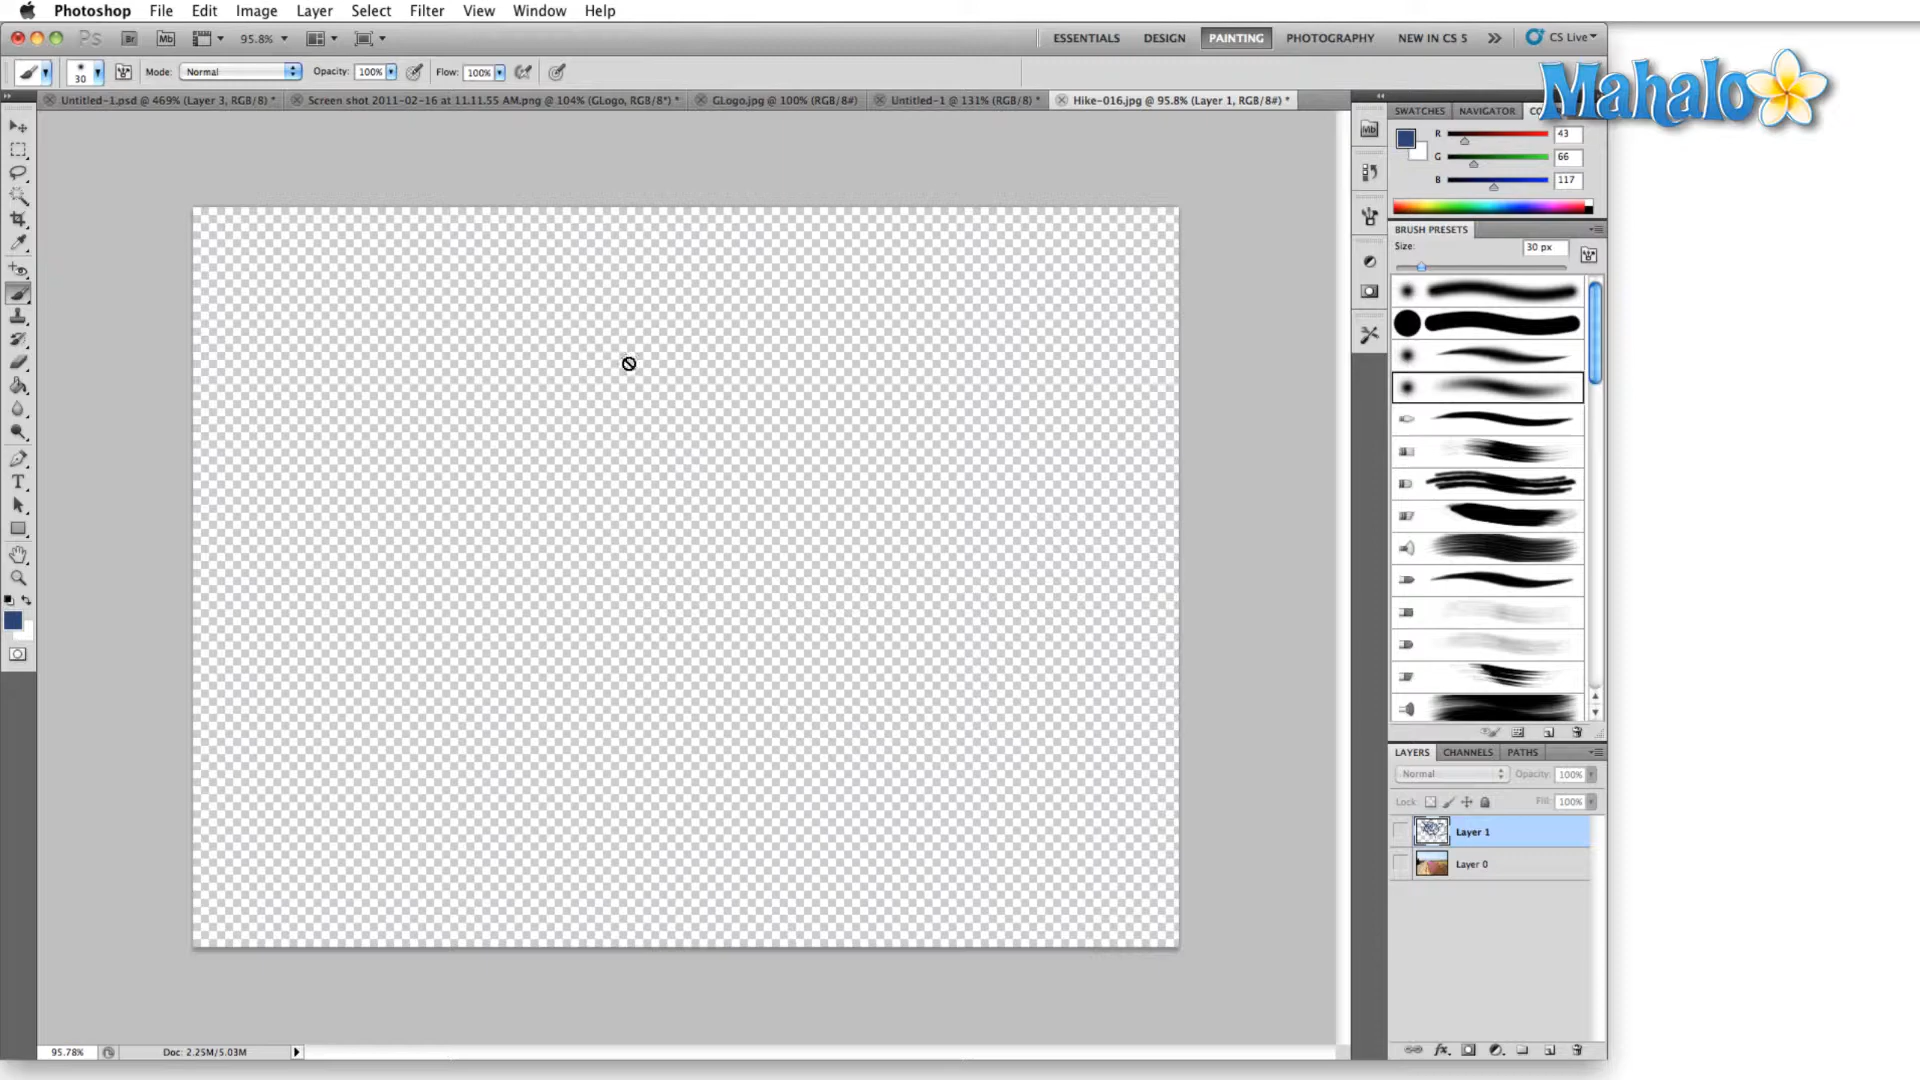 Photoshop File Edit Image Layer Select Filter View Window Help
Ps Br Mb 95.8% ESSENTIALS DESIGN PAINTING PHOTOGRAPHY NEW IN CS 5 CS Live
30 Mode: Normal Opacity: 100% Flow: 100%
Mahalo
Untitled-1.psd @ 469% (Layer 3, RGB/8) * Screen shot 2011-02-16 at 11.11.55 AM.png @ 104% (GLogo, RGB/8*) * GLogo.jpg @ 100% (RGB/8#) Untitled-1 @ 131% (RGB/8) * Hike-016.jpg @ 95.8% (Layer 1, RGB/8#) *
SWATCHES NAVIGATOR
Mb
R 43
G 66
B 117
BRUSH PRESETS
Size: 30 px
T
LAYERS CHANNELS PATHS
Normal Opacity: 100%
Lock: Fill: 100%
Layer 1
Layer 0
95.78% Doc: 2.25M/5.03M
fx